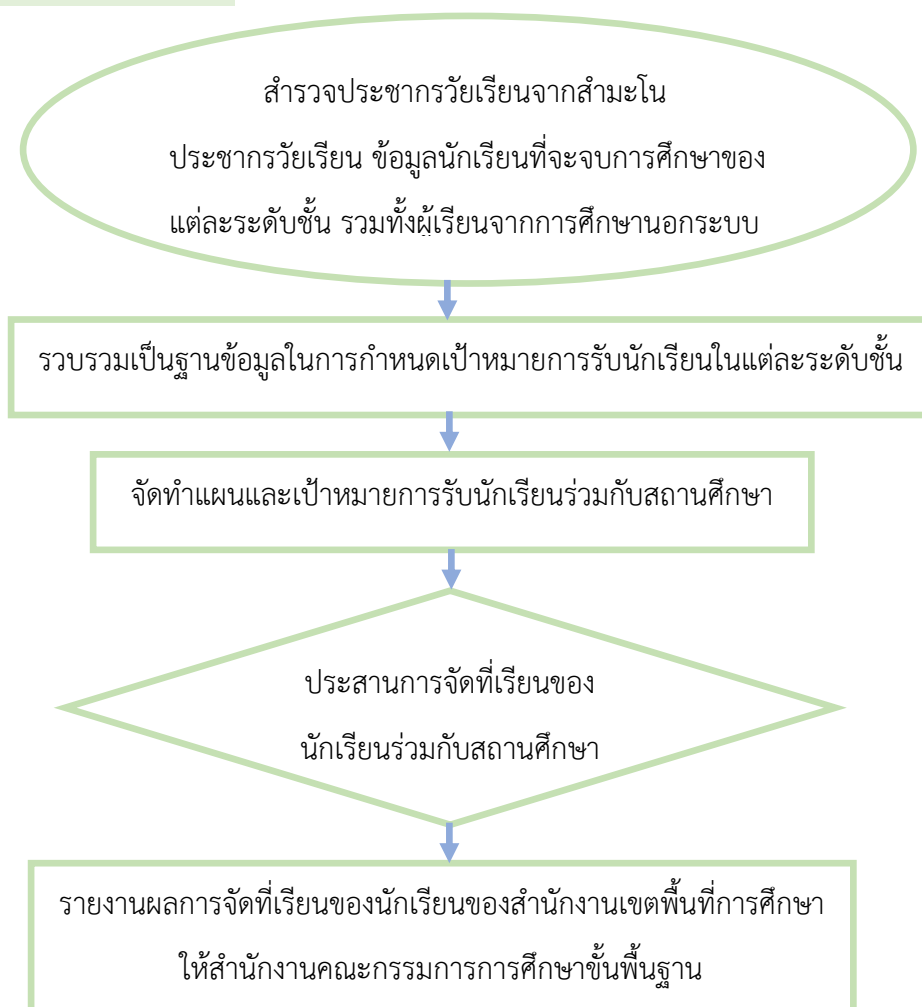 สำรวจประชากรวัยเรียนจากสำมะโน
ประชากรวัยเรียน ข้อมูลนักเรียนที่จะจบการศึกษาของ
แต่ละระดับชั้น รวมทั้งผู้เรียนจากการศึกษานอกระบบ
รวบรวมเป็นฐานข้อมูลในการกำหนดเป้าหมายการรับนักเรียนในแต่ละระดับชั้น
จัดทำแผนและเป้าหมายการรับนักเรียนร่วมกับสถานศึกษา
ประสานการจัดที่เรียนของ
นักเรียนร่วมกับสถานศึกษา
รายงานผลการจัดที่เรียนของนักเรียนของสำนักงานเขตพื้นที่การศึกษา
ให้สำนักงานคณะกรรมการการศึกษาขั้นพื้นฐาน